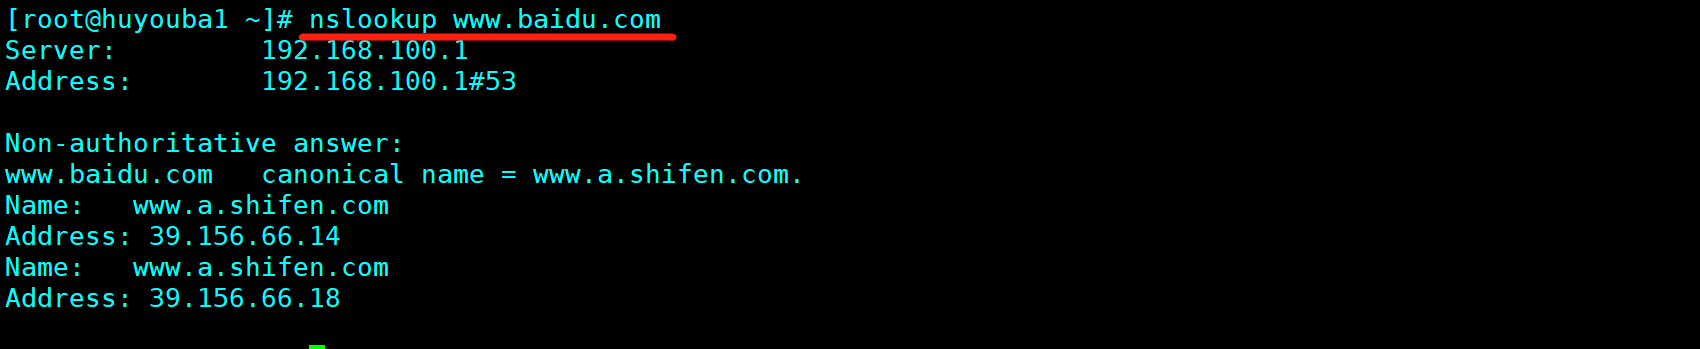 [root@huyouba1 ~]# nslookup www.baidu.com
Server:         192.168.100.1
Address:        192.168.100.1#53
Non-authoritative answer:
www.baidu.com   canonical name = www.a.shifen.com.
Name:   www.a.shifen.com
Address: 39.156.66.14
Name:   www.a.shifen.com
Address: 39.156.66.18